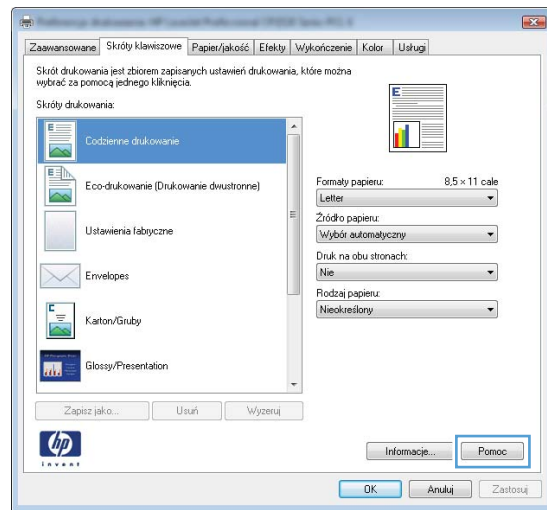 Zaawansowane Skróty klawiszowe Papier/jakość Efekty Wykończenie Kolor Usługi
Skrót drukowania jest zbiorem zapisanych ustawień drukowania, które można
wybrać za pomocą jednego kliknięcia.
Skróty drukowania:
E
Codzienne drukowanie
E
Eco-drukowanie (Drukowanie dwustronne)
Ustawienia fabryczne
Envelopes
C
Karton/Gruby
Glossy/Presentation
Zapisz jako... Usuń Wyzeruj
E
Formaty papieru: 8,5 × 11 cale
Letter
Źródło papieru:
Wybór automatyczny
Druk na obu stronach:
Nie
Rodzaj papieru:
Nieokreślony
hp
invent
Informacje... Pomoc
OK Anuluj Zastosuj